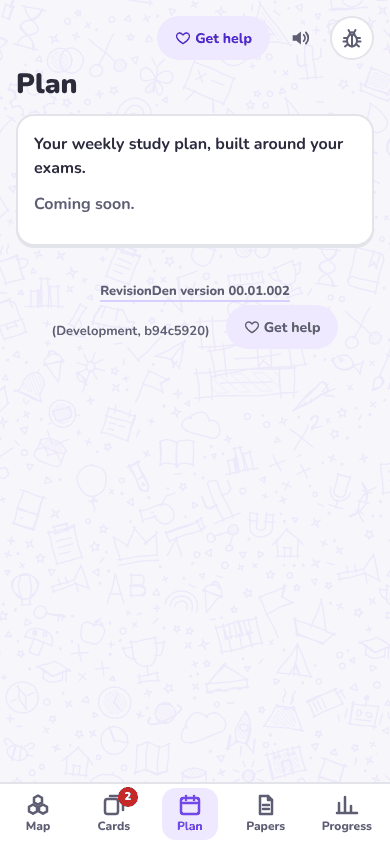 Get help
Plan
Your weekly study plan, built around your
exams.
Coming soon.
RevisionDen version 00.01.002
(Development, b94c5920)
Get help
2
Map
Cards
Plan
Papers
Progress